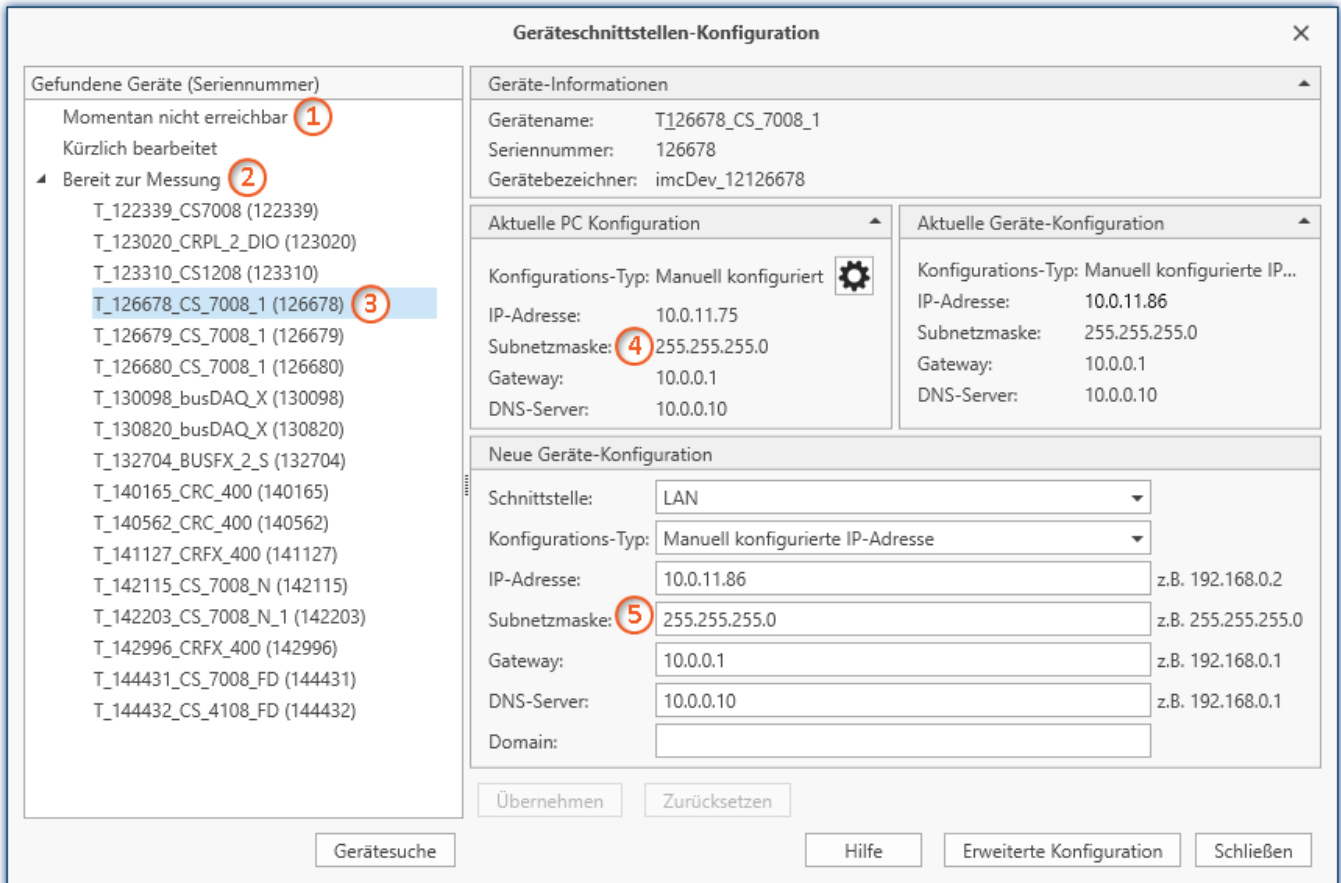 Geräteschnittstellen-Konfiguration
Gefundene Geräte (Seriennummer)
Momentan nicht erreichbar 1
Kürzlich bearbeitet
Bereit zur Messung 2
T_122339_CS7008 (122339)
T_123020_CRPL_2_DIO (123020)
T_123310_CS1208 (123310)
T_126678_CS_7008_1 (126678) 3
T_126679_CS_7008_1 (126679)
T_126680_CS_7008_1 (126680)
T_130098_busDAQ_X (130098)
T_130820_busDAQ_X (130820)
T_132704_BUSFX_2_S (132704)
T_140165_CRC_400 (140165)
T_140562_CRC_400 (140562)
T_141127_CRFX_400 (141127)
T_142115_CS_7008_N (142115)
T_142203_CS_7008_N_1 (142203)
T_142996_CRFX_400 (142996)
T_144431_CS_7008_FD (144431)
T_144432_CS_4108_FD (144432)
Gerätesuche
Geräte-Informationen
Gerätename: T126678_CS_7008_1
Seriennummer: 126678
Gerätebezeichner: imcDev_12126678
Aktuelle PC Konfiguration
Konfigurations-Typ: Manuell konfiguriert
IP-Adresse: 10.0.11.75
Subnetzmaske: 4 255.255.255.0
Gateway: 10.0.0.1
DNS-Server: 10.0.0.10
Aktuelle Geräte-Konfiguration
Konfigurations-Typ: Manuell konfigurierte IP...
IP-Adresse: 10.0.11.86
Subnetzmaske: 255.255.255.0
Gateway: 10.0.0.1
DNS-Server: 10.0.0.10
Neue Geräte-Konfiguration
Schnittstelle: LAN
Konfigurations-Typ: Manuell konfigurierte IP-Adresse
IP-Adresse: 10.0.11.86 z.B. 192.168.0.2
Subnetzmaske: 5 255.255.255.0 z.B. 255.255.255.0
Gateway: 10.0.0.1 z.B. 192.168.0.1
DNS-Server: 10.0.0.10 z.B. 192.168.0.1
Domain:
Übernehmen Zurücksetzen
Hilfe Erweiterte Konfiguration Schließen